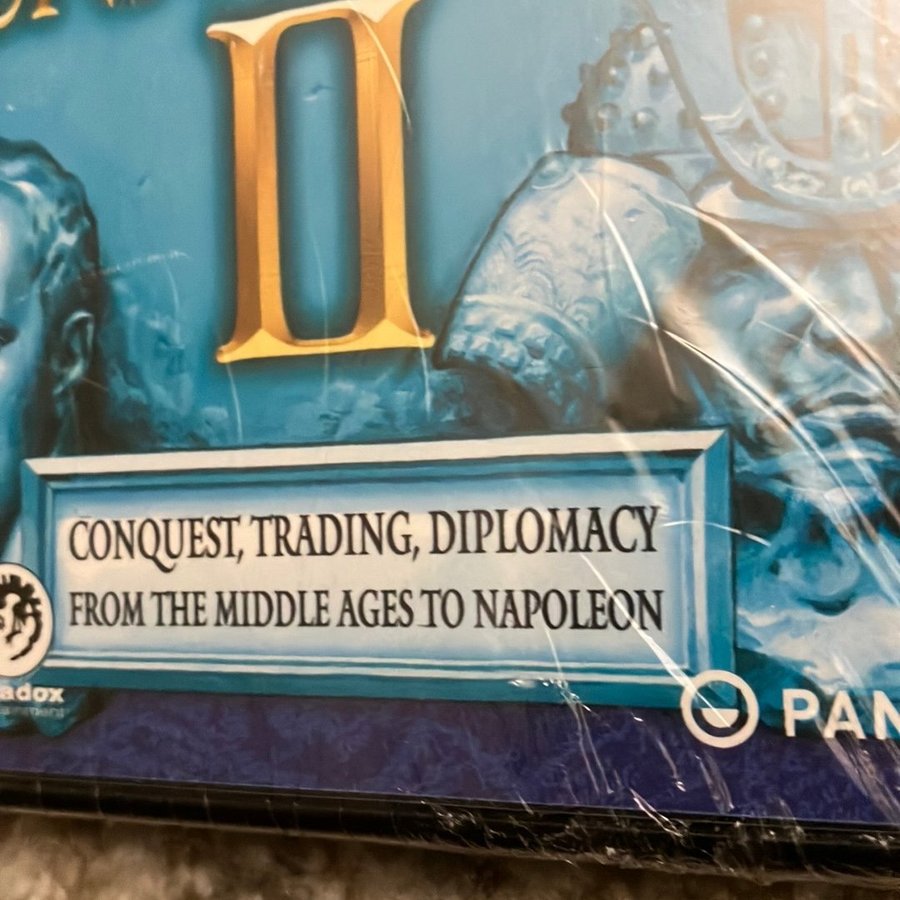 II
CONQUEST, TRADING, DIPLOMACY
FROM THE MIDDLE AGES TO NAPOLEON
adox
PAN